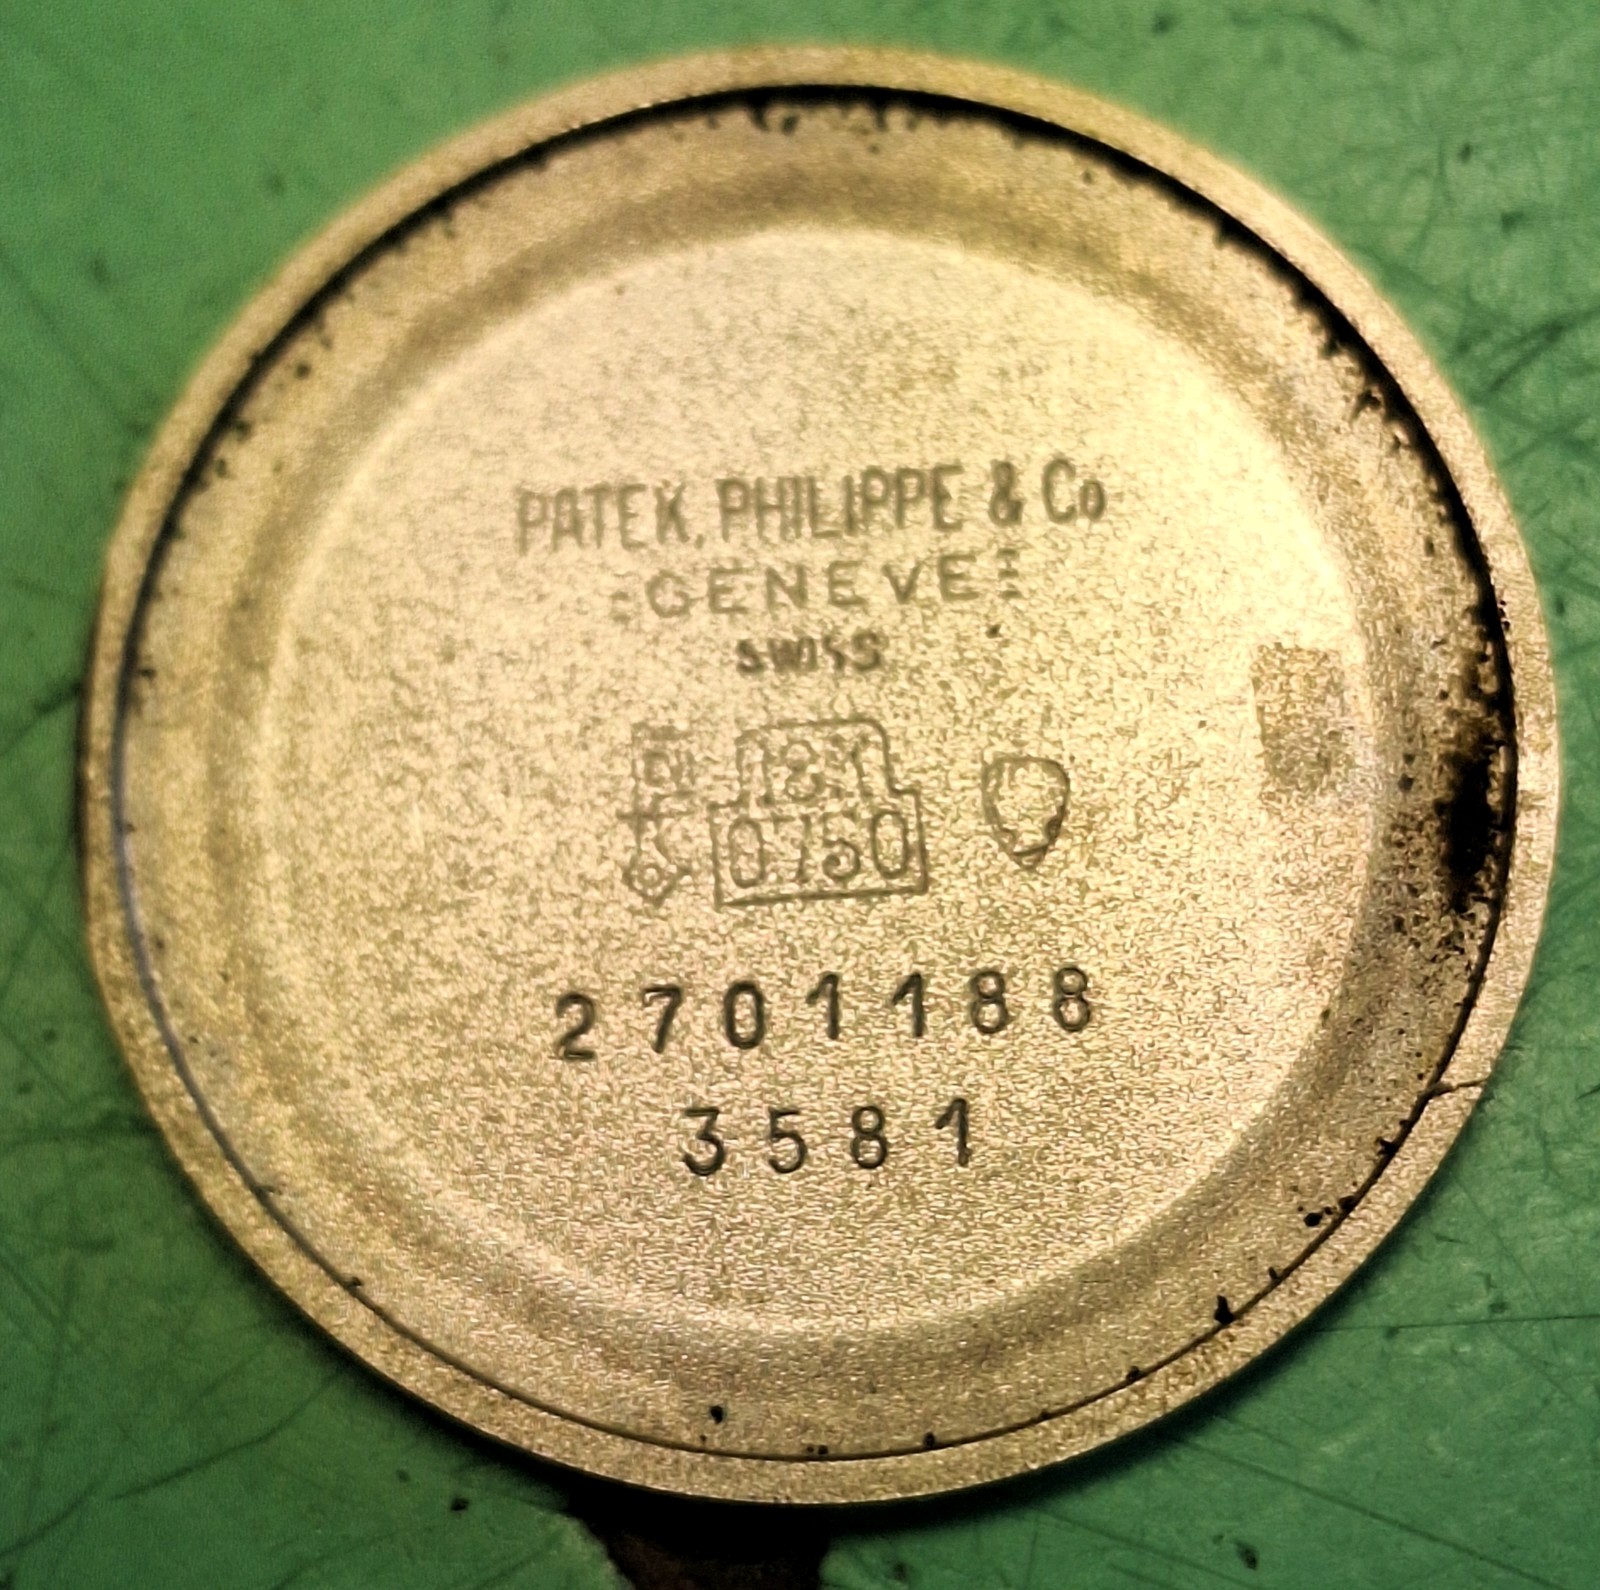 PATEK, PHILIPPE & Co
GENEVE
SWISS
18K
0.750
2701188
3581